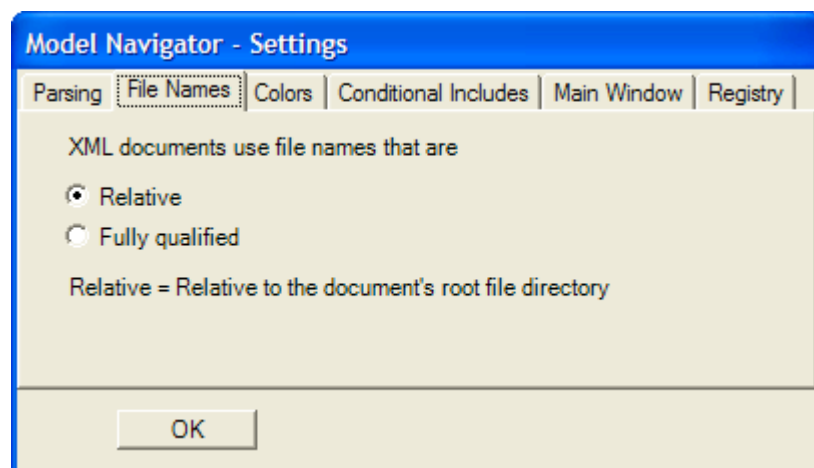 Model Navigator - Settings
Parsing File Names Colors Conditional Includes Main Window Registry
XML documents use file names that are
Relative
Fully qualified
Relative = Relative to the document's root file directory
OK